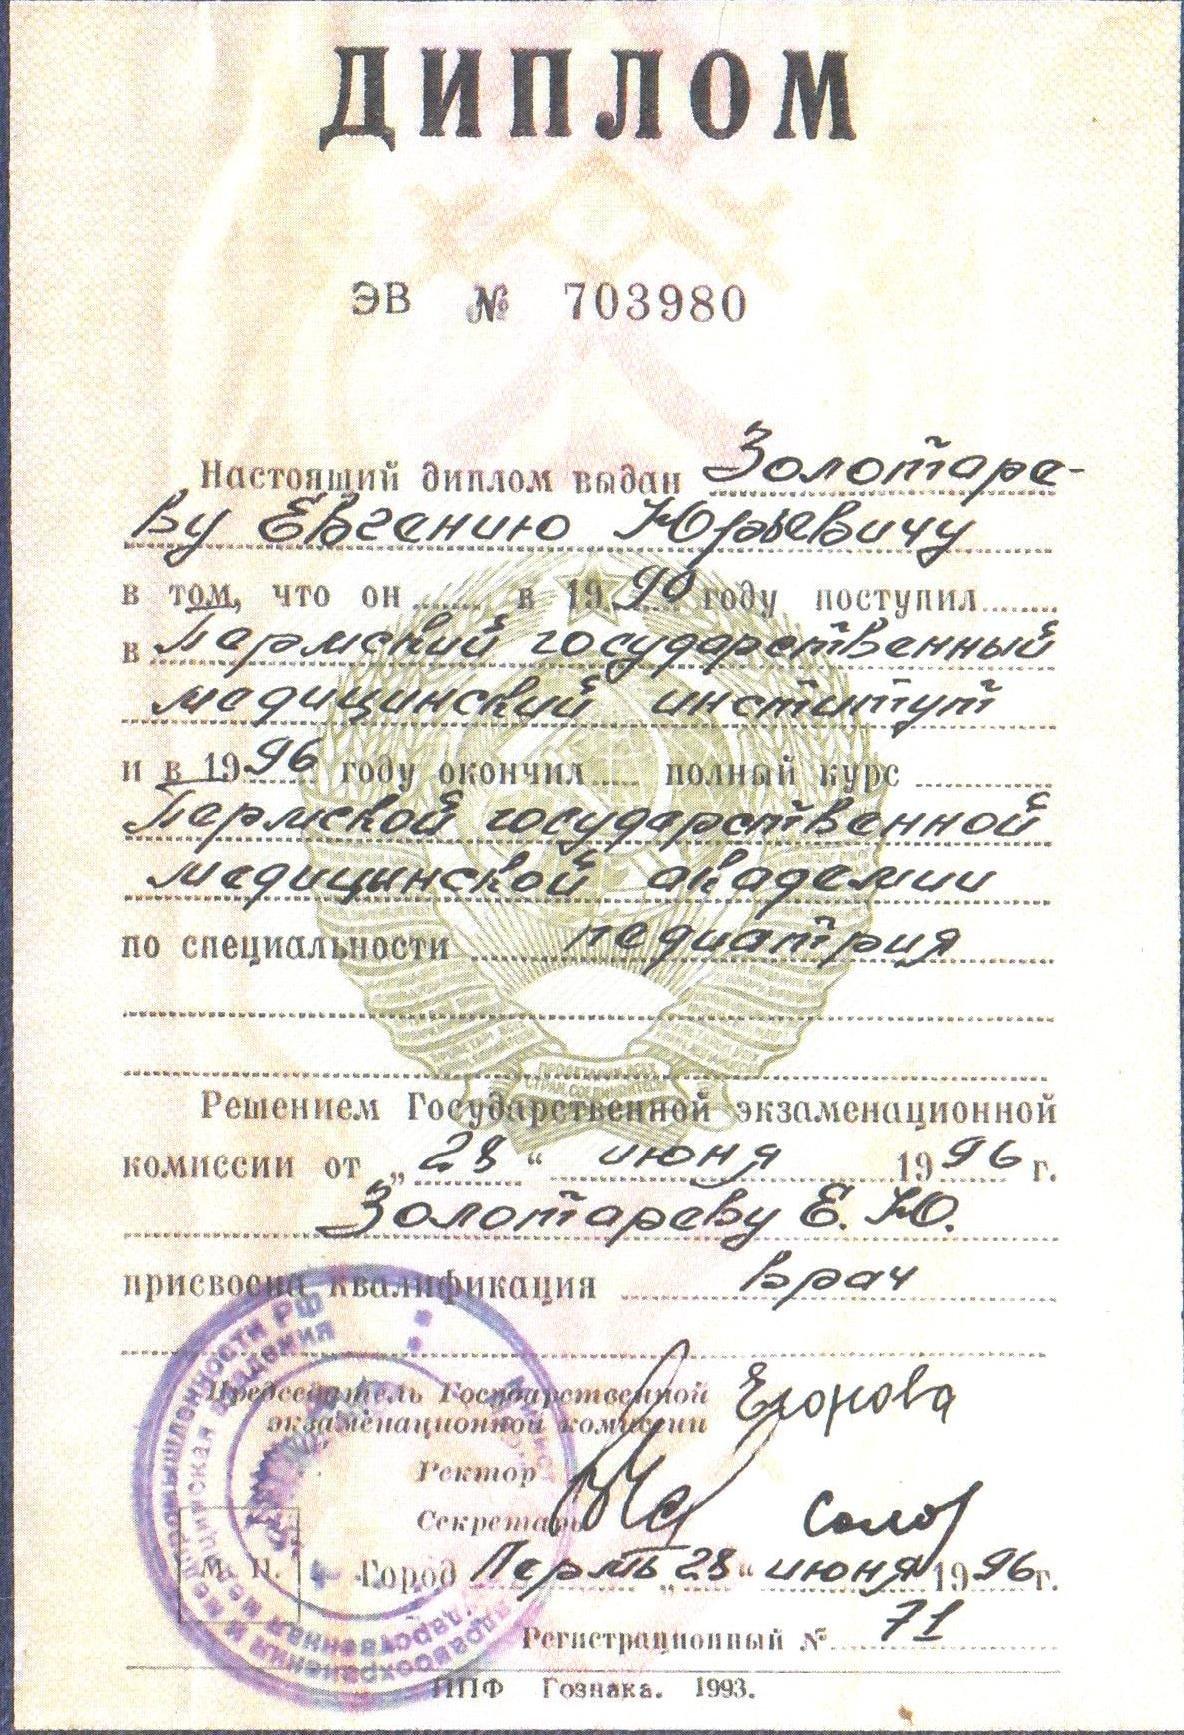 ДИПЛОМ
ЭВ № 703980
Настоящий диплом выдан Золотаре-
ву Евгению Юрьевичу
в том, что он в 1990 году поступил
в Пермский государственный
медицинский институт
и в 1996 году окончил полный курс
Пермской государственной
медицинской академии
по специальности педиатрия
Решением Государственной экзаменационной
комиссии от „28“ июня 1996 г.
Золотареву Е. Ю.
присвоена квалификация врач
Председатель Государственной
экзаменационной комиссии
Ректор
Секретарь
М. П.
Город Пермь „28“ июня 1996 г.
Регистрационный № 71
ППФ Гознака. 1993.